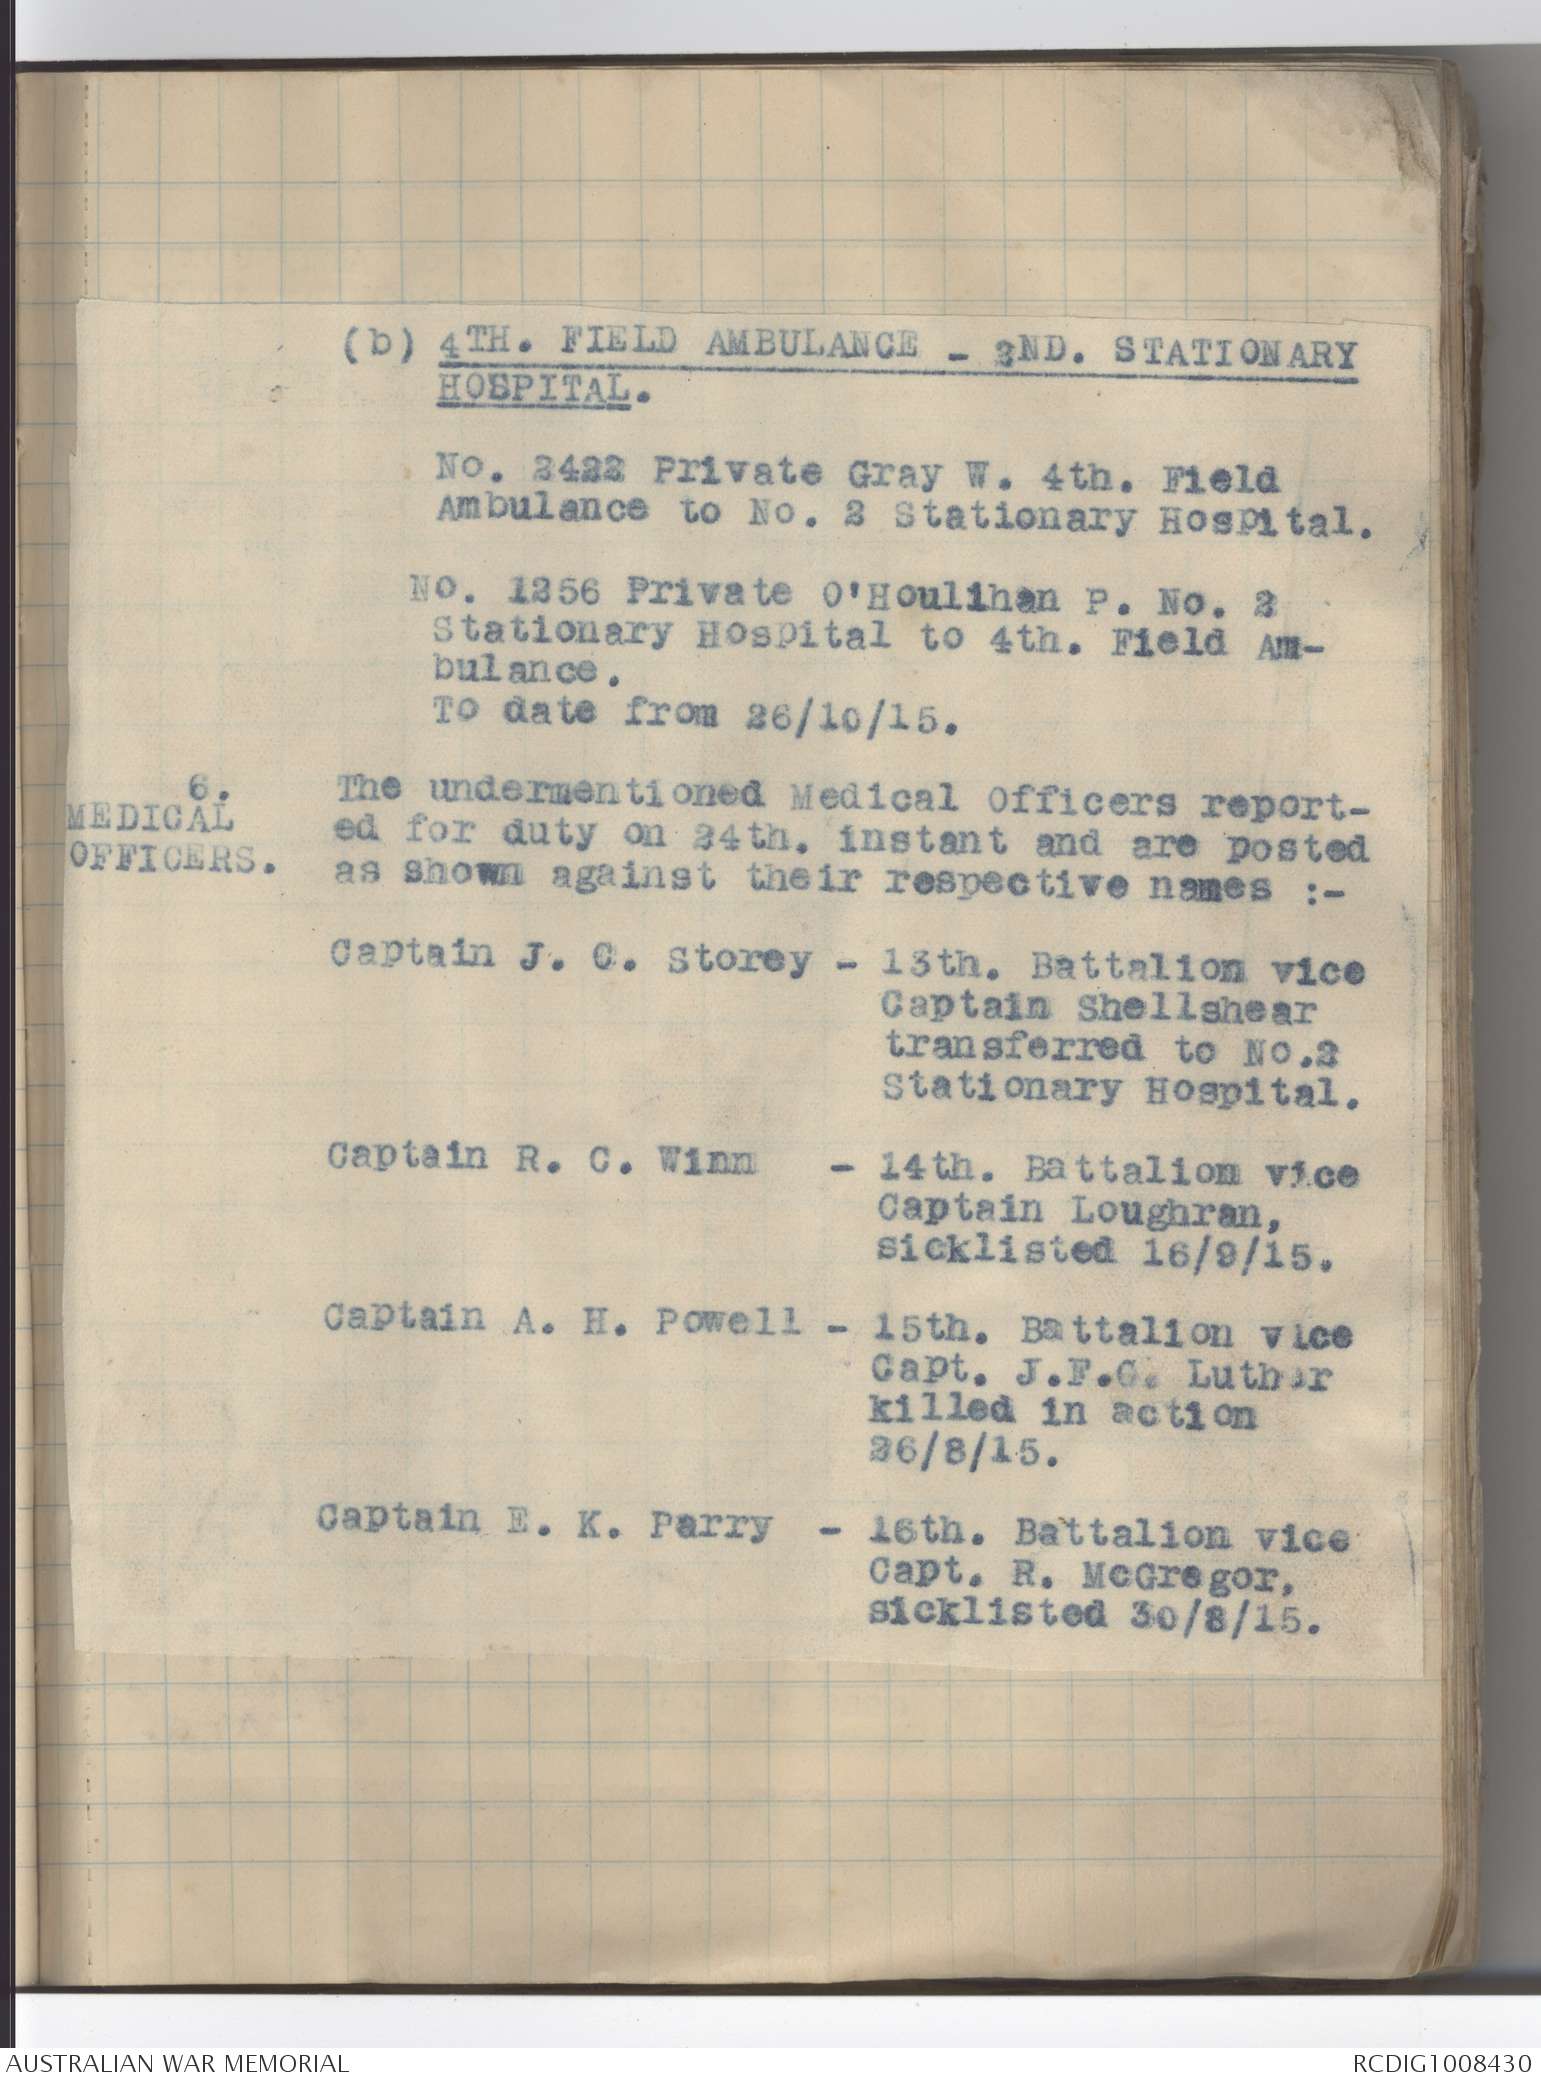 (b) 4TH. FIELD AMBULANCE - 2ND. STATIONARY
HOSPITAL.
No. 2422 Private Gray W. 4th. Field
Ambulance to No. 2 Stationary Hospital.
No. 1256 Private O'Houlihan P. No. 2
Stationary Hospital to 4th. Field Am-
bulance.
To date from 26/10/15.
6.
MEDICAL
OFFICERS.
The undermentioned Medical Officers report-
ed for duty on 24th. instant and are posted
as shown against their respective names :-
Captain J. C. Storey - 13th. Battalion vice
Captain Shellshear
transferred to No.2
Stationary Hospital.
Captain R. C. Winn - 14th. Battalion vice
Captain Loughran,
sicklisted 16/9/15.
Captain A. H. Powell - 15th. Battalion vice
Capt. J.F.G. Luther
killed in action
26/8/15.
Captain E. K. Parry - 16th. Battalion vice
Capt. R. McGregor,
sicklisted 30/8/15.
AUSTRALIAN WAR MEMORIAL
RCDIG1008430